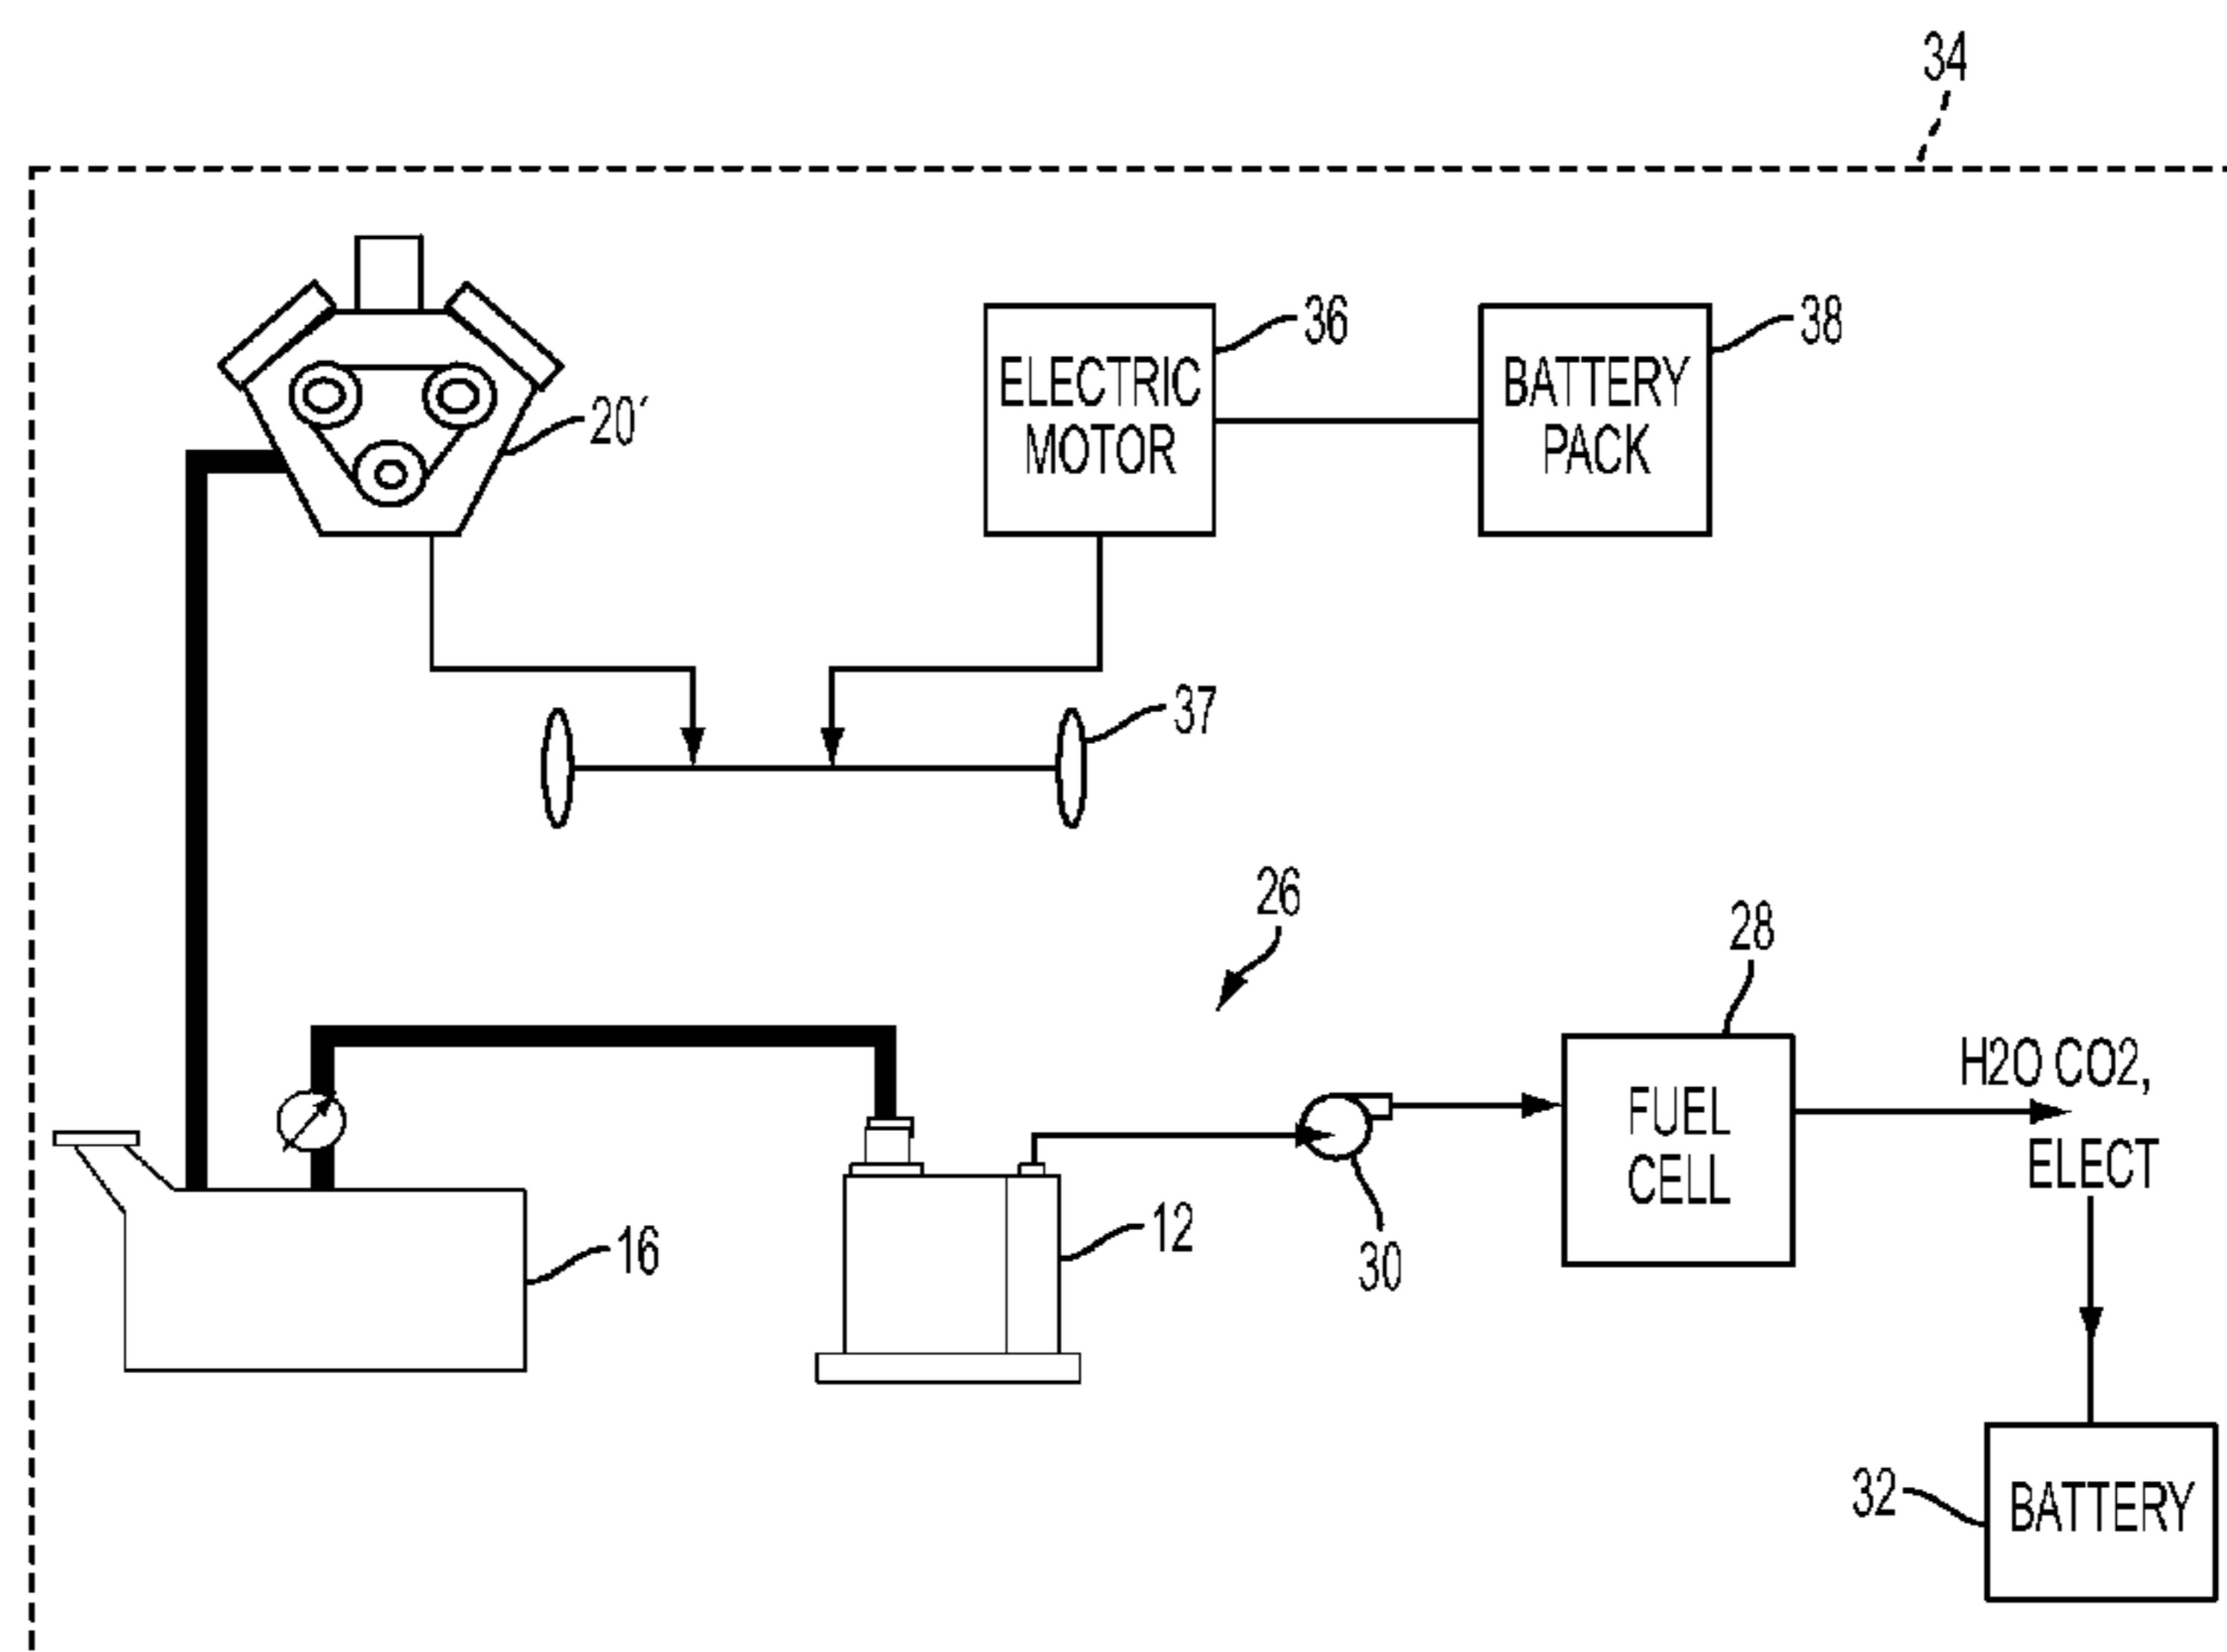 34
36
38
ELECTRIC
MOTOR
BATTERY
PACK
20′
37
26
28
H2O CO2,
FUEL
CELL
ELECT
12
16
30
32
BATTERY